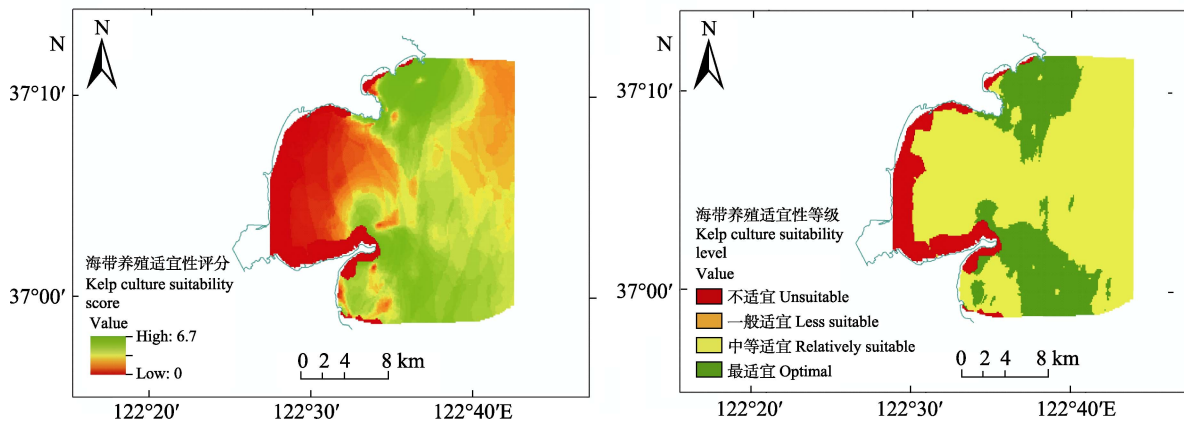 N
N
37°10′
37°00′
海带养殖适宜性评分
Kelp culture suitability
score
Value
High: 6.7
Low: 0
0 2 4 8 km
122°20′ 122°30′ 122°40′E
N
N
37°10′
37°00′
海带养殖适宜性等级
Kelp culture suitability
level
Value
不适宜 Unsuitable
一般适宜 Less suitable
中等适宜 Relatively suitable
最适宜 Optimal
0 2 4 8 km
122°20′ 122°30′ 122°40′E